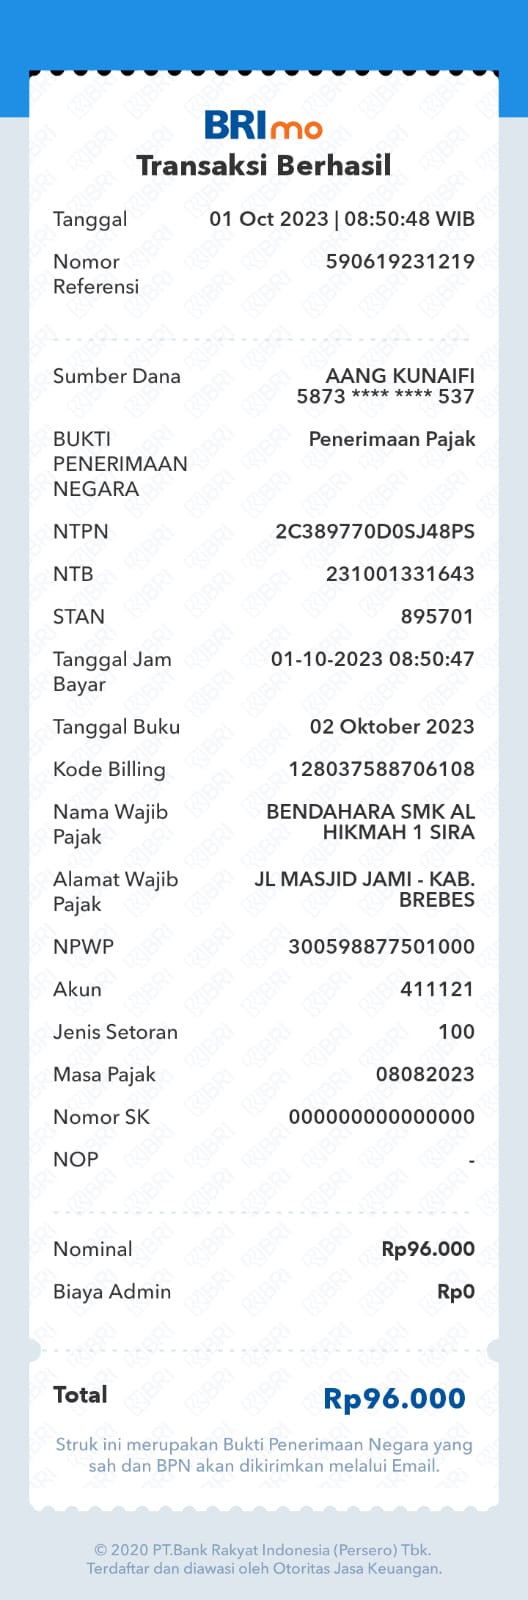 BRImo
Transaksi Berhasil
Tanggal 01 Oct 2023 | 08:50:48 WIB
Nomor 590619231219
Referensi
Sumber Dana AANG KUNAIFI
5873 **** **** 537
BUKTI Penerimaan Pajak
PENERIMAAN
NEGARA
NTPN 2C389770D0SJ48PS
NTB 231001331643
STAN 895701
Tanggal Jam 01-10-2023 08:50:47
Bayar
Tanggal Buku 02 Oktober 2023
Kode Billing 128037588706108
Nama Wajib BENDAHARA SMK AL
Pajak HIKMAH 1 SIRA
Alamat Wajib JL MASJID JAMI - KAB.
Pajak BREBES
NPWP 300598877501000
Akun 411121
Jenis Setoran 100
Masa Pajak 08082023
Nomor SK 000000000000000
NOP -
Nominal Rp96.000
Biaya Admin Rp0
Total Rp96.000
Struk ini merupakan Bukti Penerimaan Negara yang
sah dan BPN akan dikirimkan melalui Email.
© 2020 PT.Bank Rakyat Indonesia (Persero) Tbk.
Terdaftar dan diawasi oleh Otoritas Jasa Keuangan.